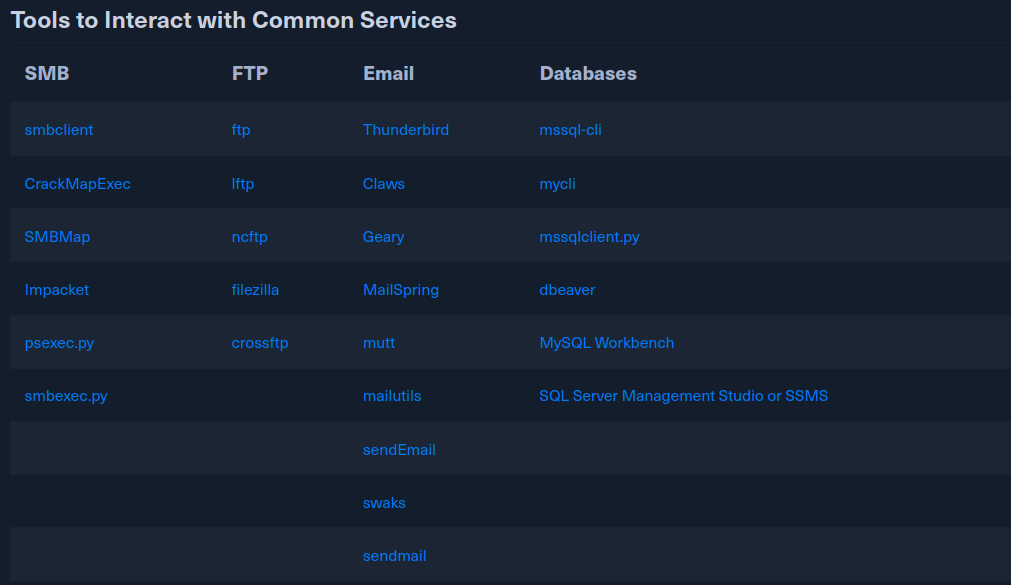 Tools to Interact with Common Services
SMB FTP Email Databases
smbclient ftp Thunderbird mssql-cli
CrackMapExec lftp Claws mycli
SMBMap ncftp Geary mssqlclient.py
Impacket filezilla MailSpring dbeaver
psexec.py crossftp mutt MySQL Workbench
smbexec.py mailutils SQL Server Management Studio or SSMS
sendEmail
swaks
sendmail